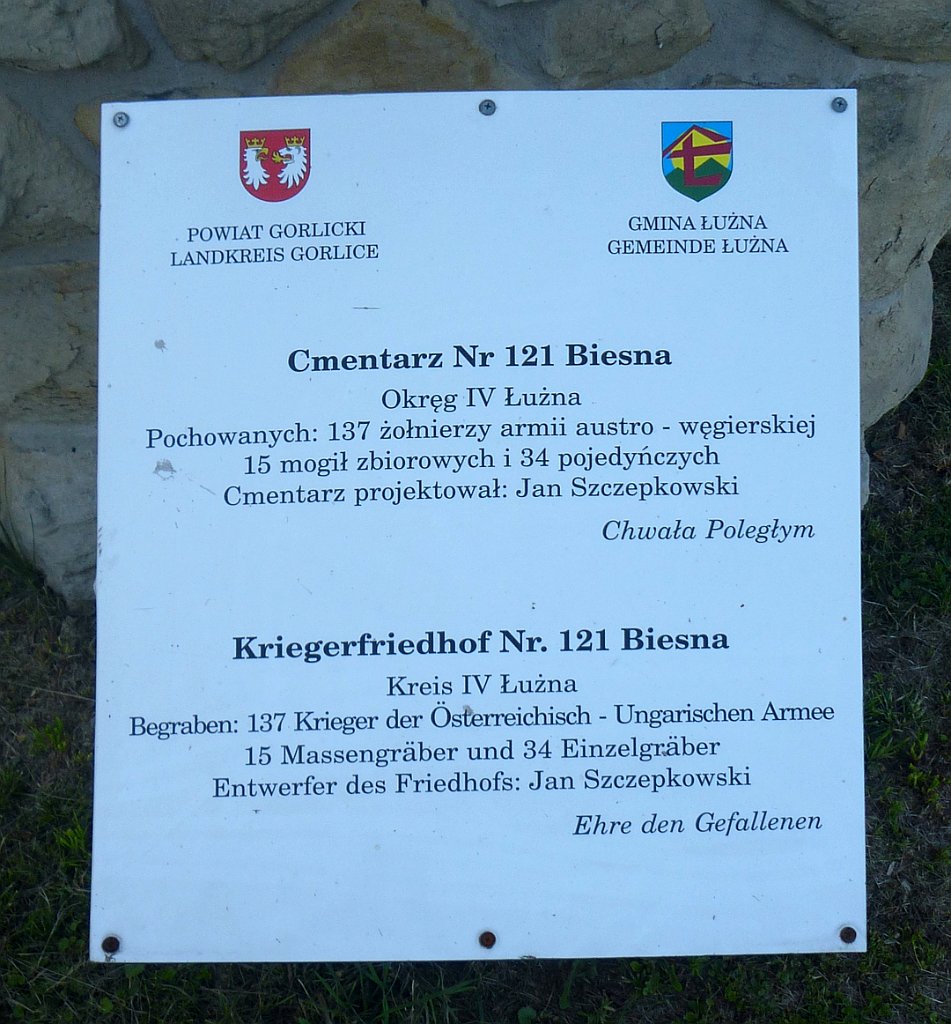 POWIAT GORLICKI
LANDKREIS GORLICE
GMINA ŁUŻNA
GEMEINDE ŁUŻNA
Cmentarz Nr 121 Biesna
Okręg IV Łużna
Pochowanych: 137 żołnierzy armii austro - węgierskiej
15 mogił zbiorowych i 34 pojedyńczych
Cmentarz projektował: Jan Szczepkowski
Chwała Poległym
Kriegerfriedhof Nr. 121 Biesna
Kreis IV Łużna
Begraben: 137 Krieger der Österreichisch - Ungarischen Armee
15 Massengräber und 34 Einzelgräber
Entwerfer des Friedhofs: Jan Szczepkowski
Ehre den Gefallenen